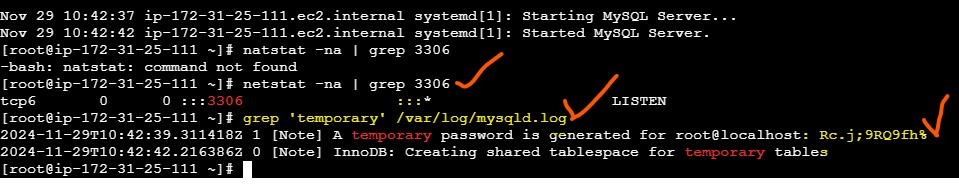 Nov 29 10:42:37 ip-172-31-25-111.ec2.internal systemd[1]: Starting MySQL Server...
Nov 29 10:42:42 ip-172-31-25-111.ec2.internal systemd[1]: Started MySQL Server.
[root@ip-172-31-25-111 ~]# natstat -na | grep 3306
-bash: natstat: command not found
[root@ip-172-31-25-111 ~]# netstat -na | grep 3306
tcp6 0 0 :::3306 :::* LISTEN
[root@ip-172-31-25-111 ~]# grep 'temporary' /var/log/mysqld.log
2024-11-29T10:42:39.311418Z 1 [Note] A temporary password is generated for root@localhost: Rc.j;9RQ9fh%
2024-11-29T10:42:42.216386Z 0 [Note] InnoDB: Creating shared tablespace for temporary tables
[root@ip-172-31-25-111 ~]#